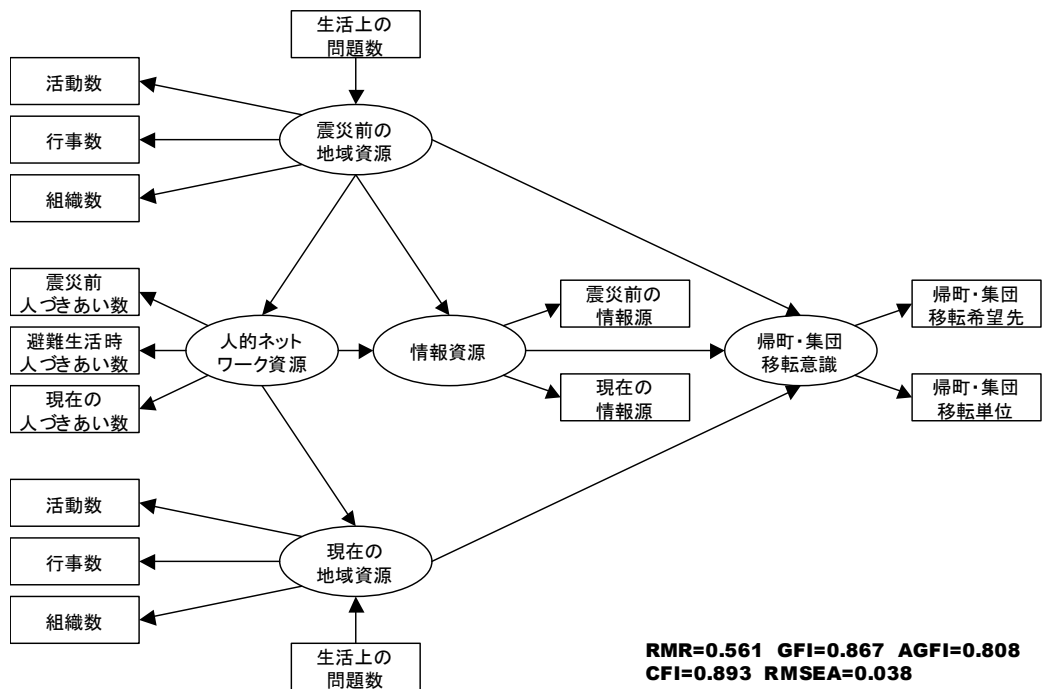 生活上の
問題数
活動数
行事数
組織数
震災前の
地域資源
震災前
人づきあい数
避難生活時
人づきあい数
現在の
人づきあい数
人的ネット
ワーク資源
情報資源
震災前の
情報源
現在の
情報源
帰町・集団
移転意識
帰町・集団
移転希望先
帰町・集団
移転単位
活動数
行事数
組織数
現在の
地域資源
生活上の
問題数
RMR=0.561 GFI=0.867 AGFI=0.808
CFI=0.893 RMSEA=0.038